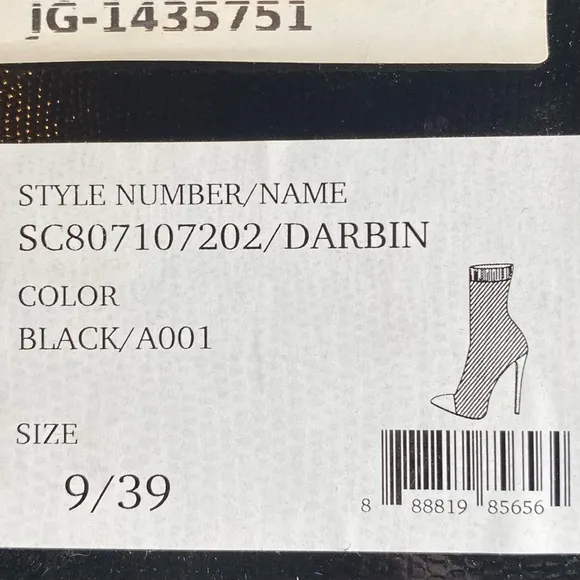 JG-1435751
STYLE NUMBER/NAME
SC807107202/DARBIN
COLOR
BLACK/A001
SIZE
9/39
8 88819 85656